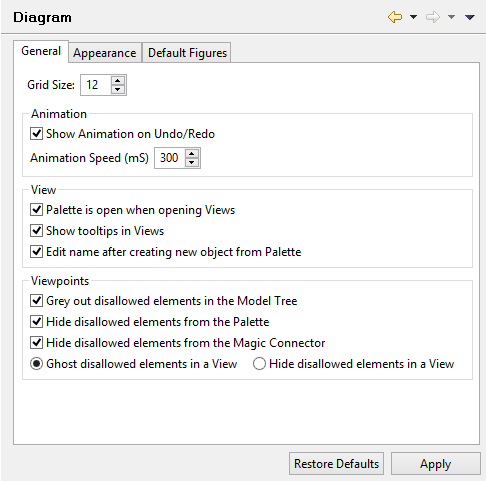 Diagram
General Appearance Default Figures
Grid Size: 12
Animation
Show Animation on Undo/Redo
Animation Speed (mS) 300
View
Palette is open when opening Views
Show tooltips in Views
Edit name after creating new object from Palette
Viewpoints
Grey out disallowed elements in the Model Tree
Hide disallowed elements from the Palette
Hide disallowed elements from the Magic Connector
Ghost disallowed elements in a View Hide disallowed elements in a View
Restore Defaults Apply